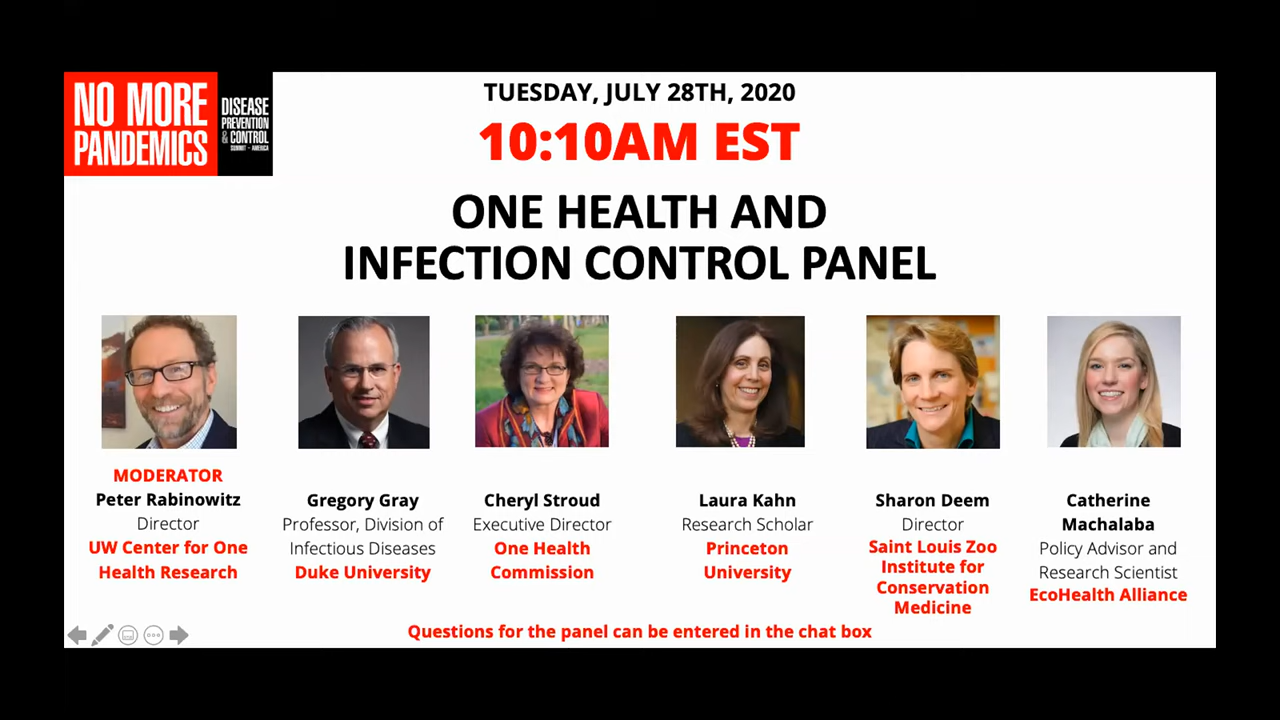 NO MORE
PANDEMICS
DISEASE
PREVENTION
& CONTROL
SUMMIT - AMERICA
TUESDAY, JULY 28TH, 2020
10:10AM EST
ONE HEALTH AND
INFECTION CONTROL PANEL
MODERATOR
Peter Rabinowitz
Director
UW Center for One
Health Research
Gregory Gray
Professor, Division of
Infectious Diseases
Duke University
Cheryl Stroud
Executive Director
One Health
Commission
Laura Kahn
Research Scholar
Princeton
University
Sharon Deem
Director
Saint Louis Zoo
Institute for
Conservation
Medicine
Catherine
Machalaba
Policy Advisor and
Research Scientist
EcoHealth Alliance
Questions for the panel can be entered in the chat box